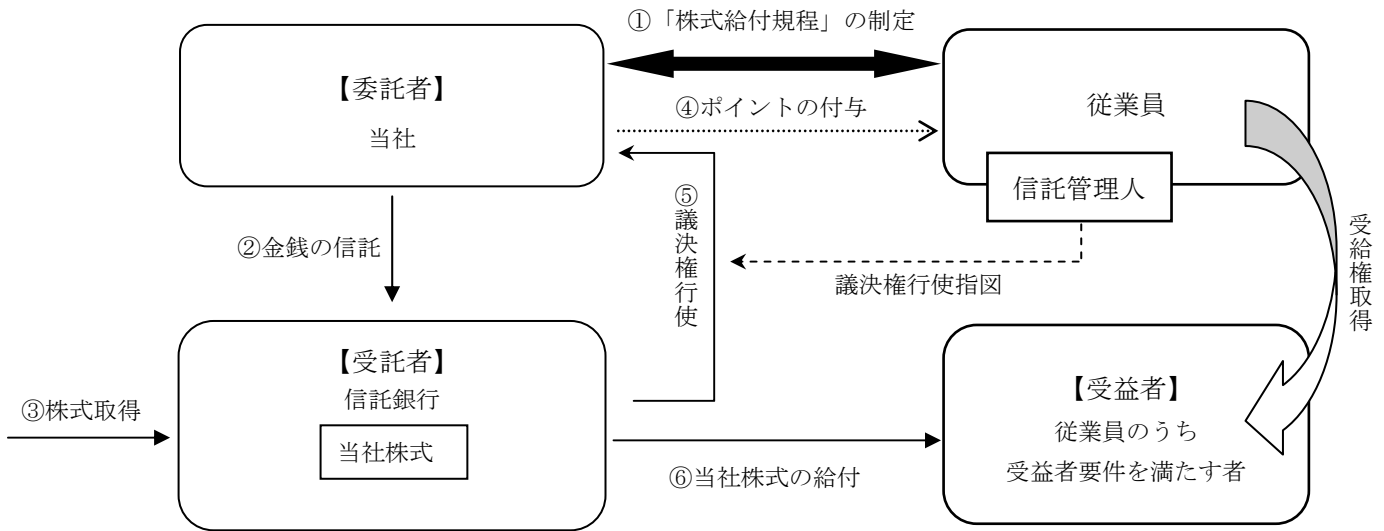 ①「株式給付規程」の制定
【委託者】
当社
④ポイントの付与
従業員
信託管理人
②金銭の信託
⑤議決権行使
議決権行使指図
受給権取得
【受託者】
信託銀行
当社株式
③株式取得
⑥当社株式の給付
【受益者】
従業員のうち
受益者要件を満たす者